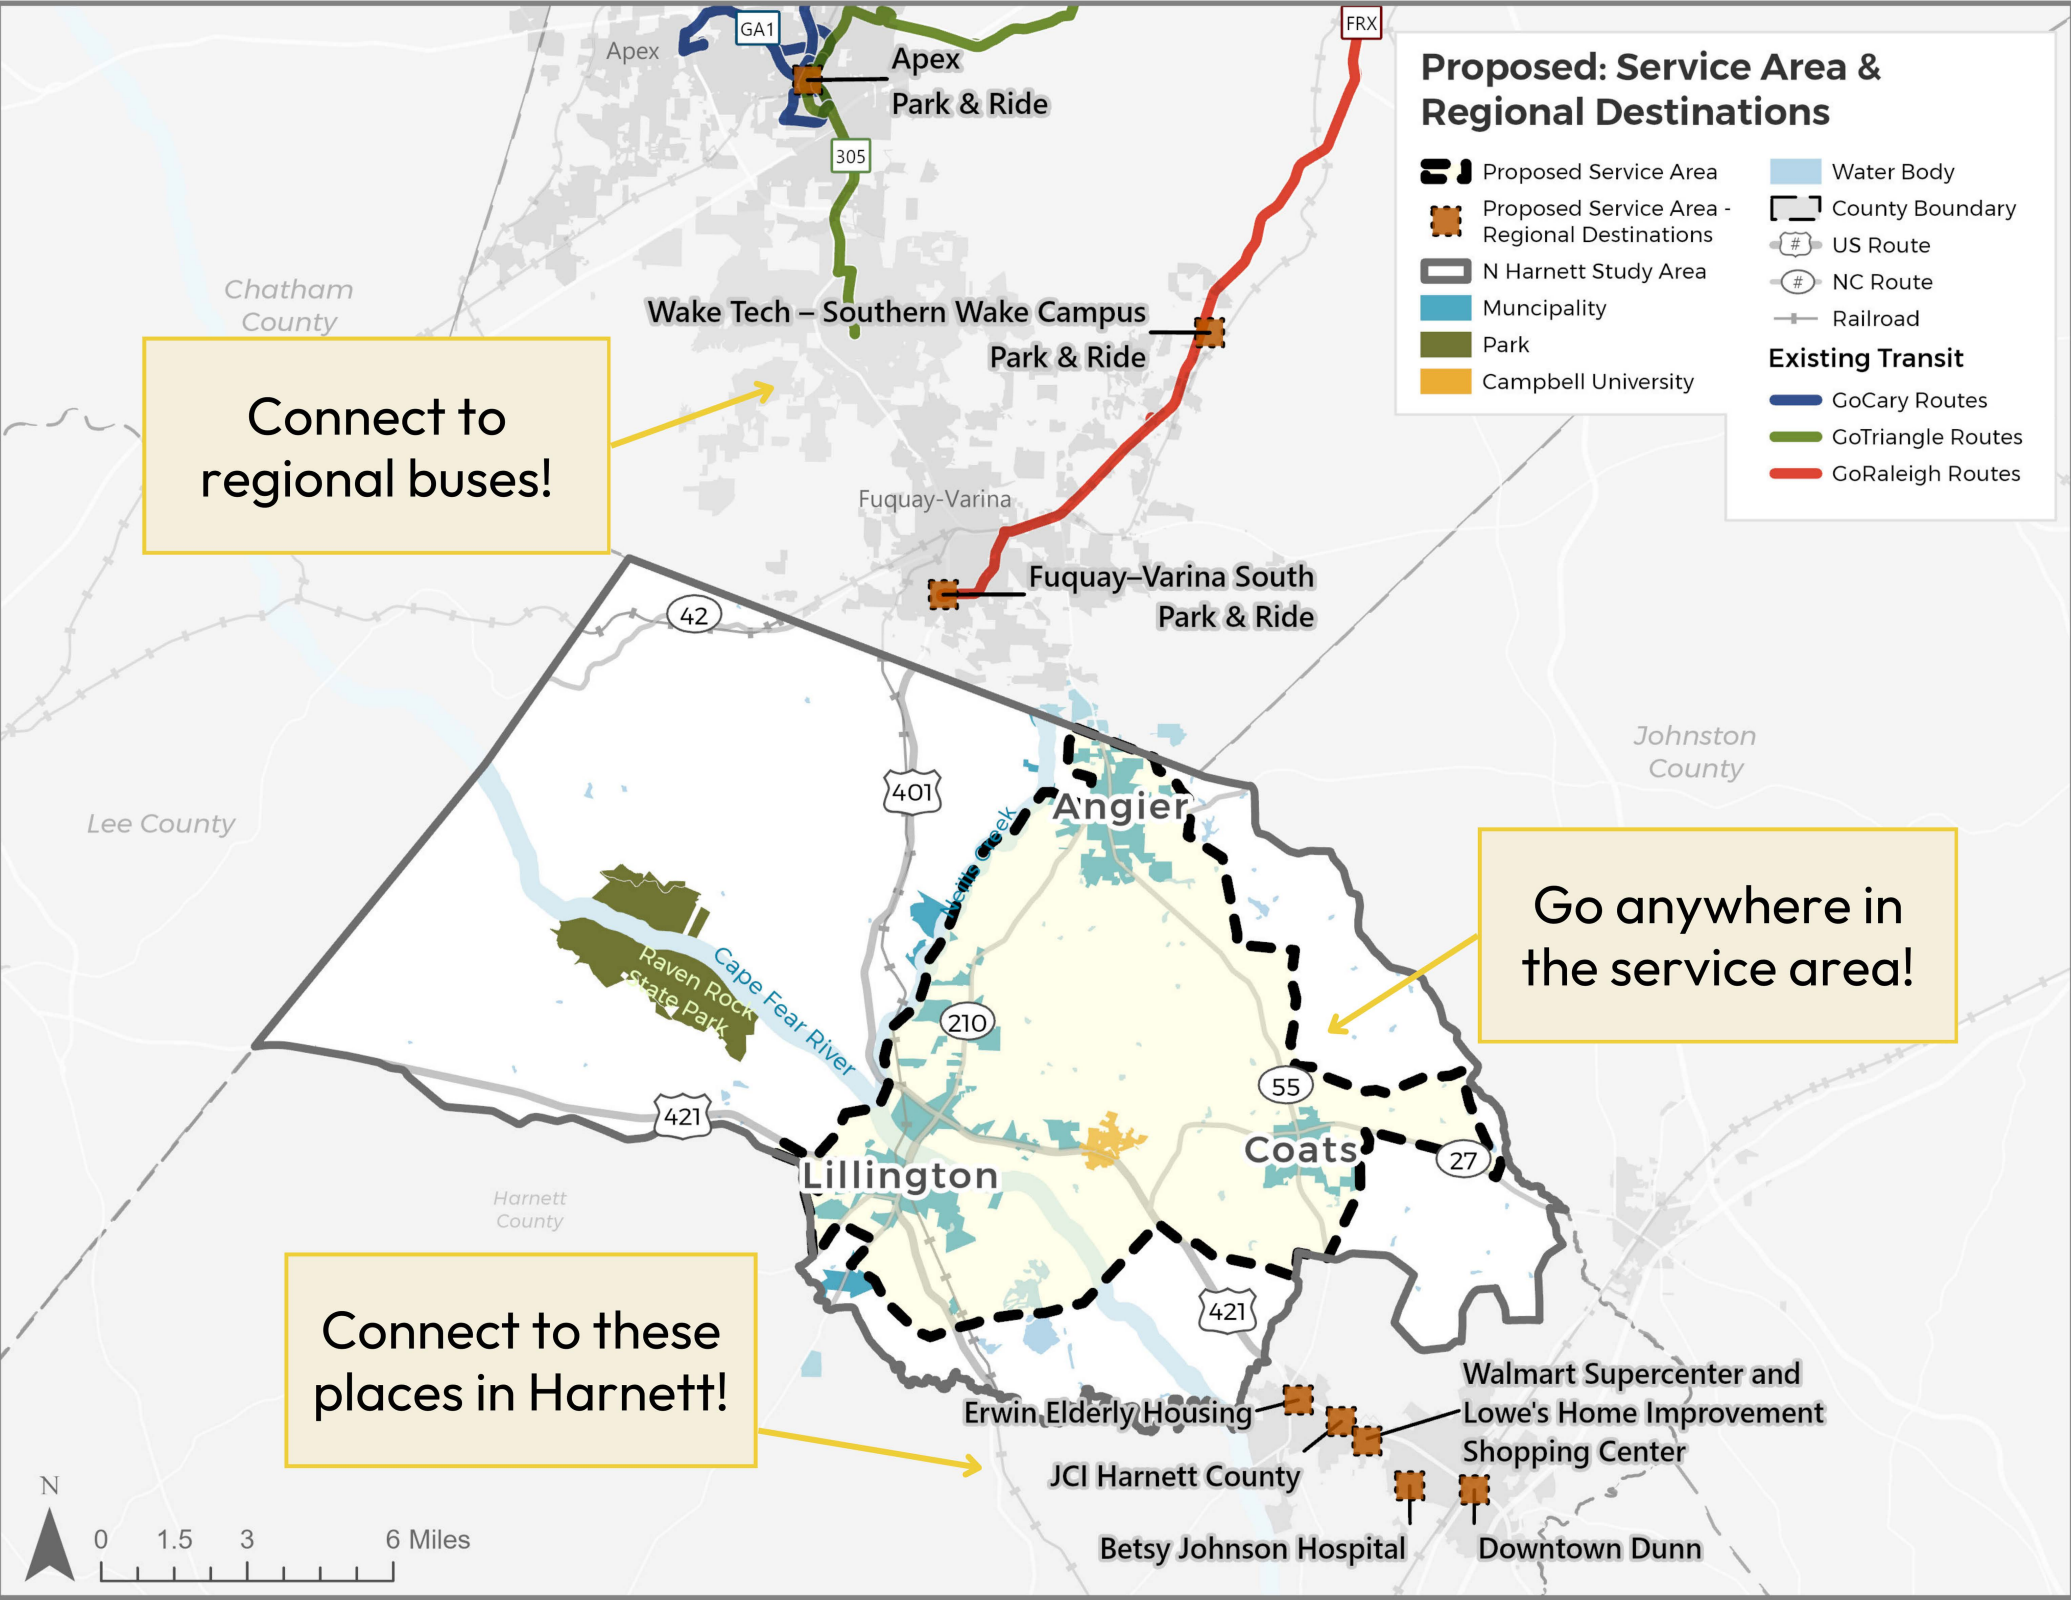 GA1
FRX
Apex
Apex
Park & Ride
305
Proposed: Service Area &
Regional Destinations
Proposed Service Area
Proposed Service Area -
Regional Destinations
N Harnett Study Area
Muncipality
Park
Campbell University
Water Body
County Boundary
# US Route
# NC Route
Railroad
Existing Transit
GoCary Routes
GoTriangle Routes
GoRaleigh Routes
Chatham
County
Wake Tech – Southern Wake Campus
Park & Ride
Connect to
regional buses!
Fuquay-Varina
Fuquay–Varina South
Park & Ride
42
401
Johnston
County
Lee County
Angier
Neills Creek
Go anywhere in
the service area!
Raven Rock
State Park
Cape Fear River
210
55
421
Coats
27
Lillington
Harnett
County
421
Connect to these
places in Harnett!
Walmart Supercenter and
Lowe's Home Improvement
Shopping Center
Erwin Elderly Housing
JCI Harnett County
Betsy Johnson Hospital
Downtown Dunn
N
0 1.5 3 6 Miles